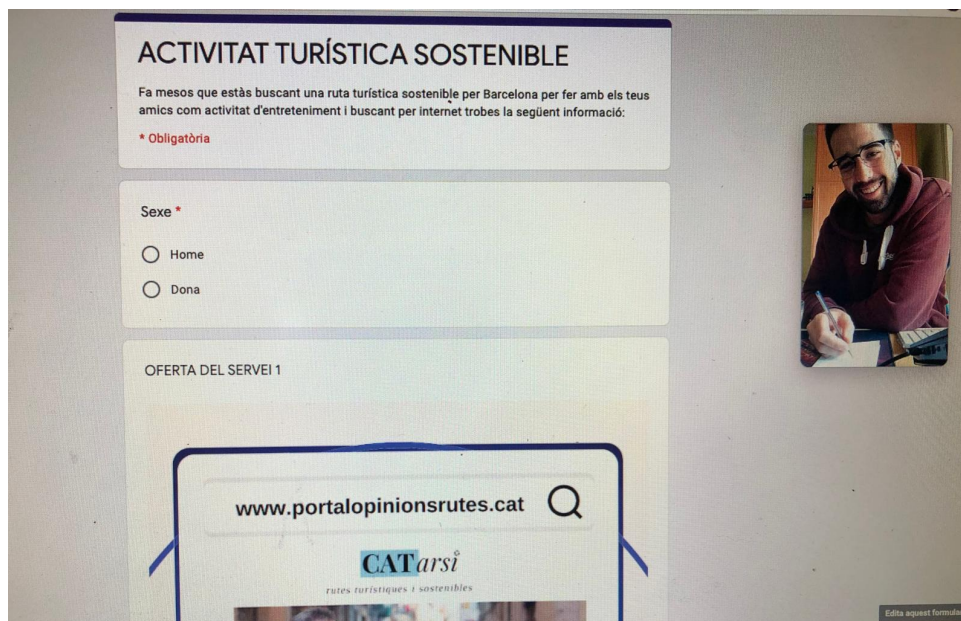 ACTIVITAT TURÍSTICA SOSTENIBLE
Fa mesos que estàs buscant una ruta turística sostenible per Barcelona per fer amb els teus
amics com activitat d'entreteniment i buscant per internet trobes la següent informació:
* Obligatòria
Sexe *
Home
Dona
OFERTA DEL SERVEI 1
www.portalopinionsrutes.cat
CATarsi
rutes turístiques i sostenibles
Edita aquest